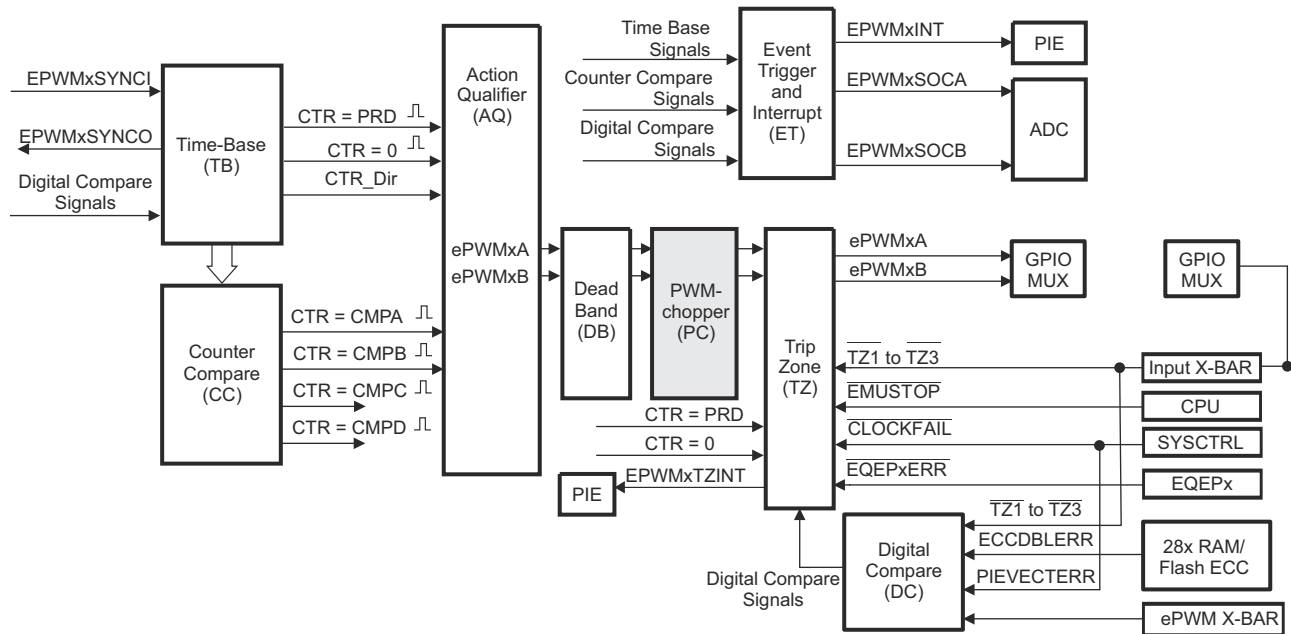 EPWMxSYNCI
EPWMxSYNCO
Digital Compare
Signals
Time-Base
(TB)
CTR = PRD
CTR = 0
CTR_Dir
Counter
Compare
(CC)
CTR = CMPA
CTR = CMPB
CTR = CMPC
CTR = CMPD
Action
Qualifier
(AQ)
ePWMxA
ePWMxB
Time Base
Signals
Counter Compare
Signals
Digital Compare
Signals
Event
Trigger
and
Interrupt
(ET)
EPWMxINT
EPWMxSOCA
EPWMxSOCB
PIE
ADC
Dead
Band
(DB)
PWM-
chopper
(PC)
Trip
Zone
(TZ)
ePWMxA
ePWMxB
GPIO
MUX
GPIO
MUX
TZ1 to TZ3
Input X-BAR
EMUSTOP
CPU
CLOCKFAIL
SYSCTRL
EQEPxERR
EQEPx
CTR = PRD
CTR = 0
EPWMxTZINT
PIE
Digital Compare
Signals
Digital
Compare
(DC)
TZ1 to TZ3
ECCDBLERR
PIEVECTERR
28x RAM/
Flash ECC
ePWM X-BAR